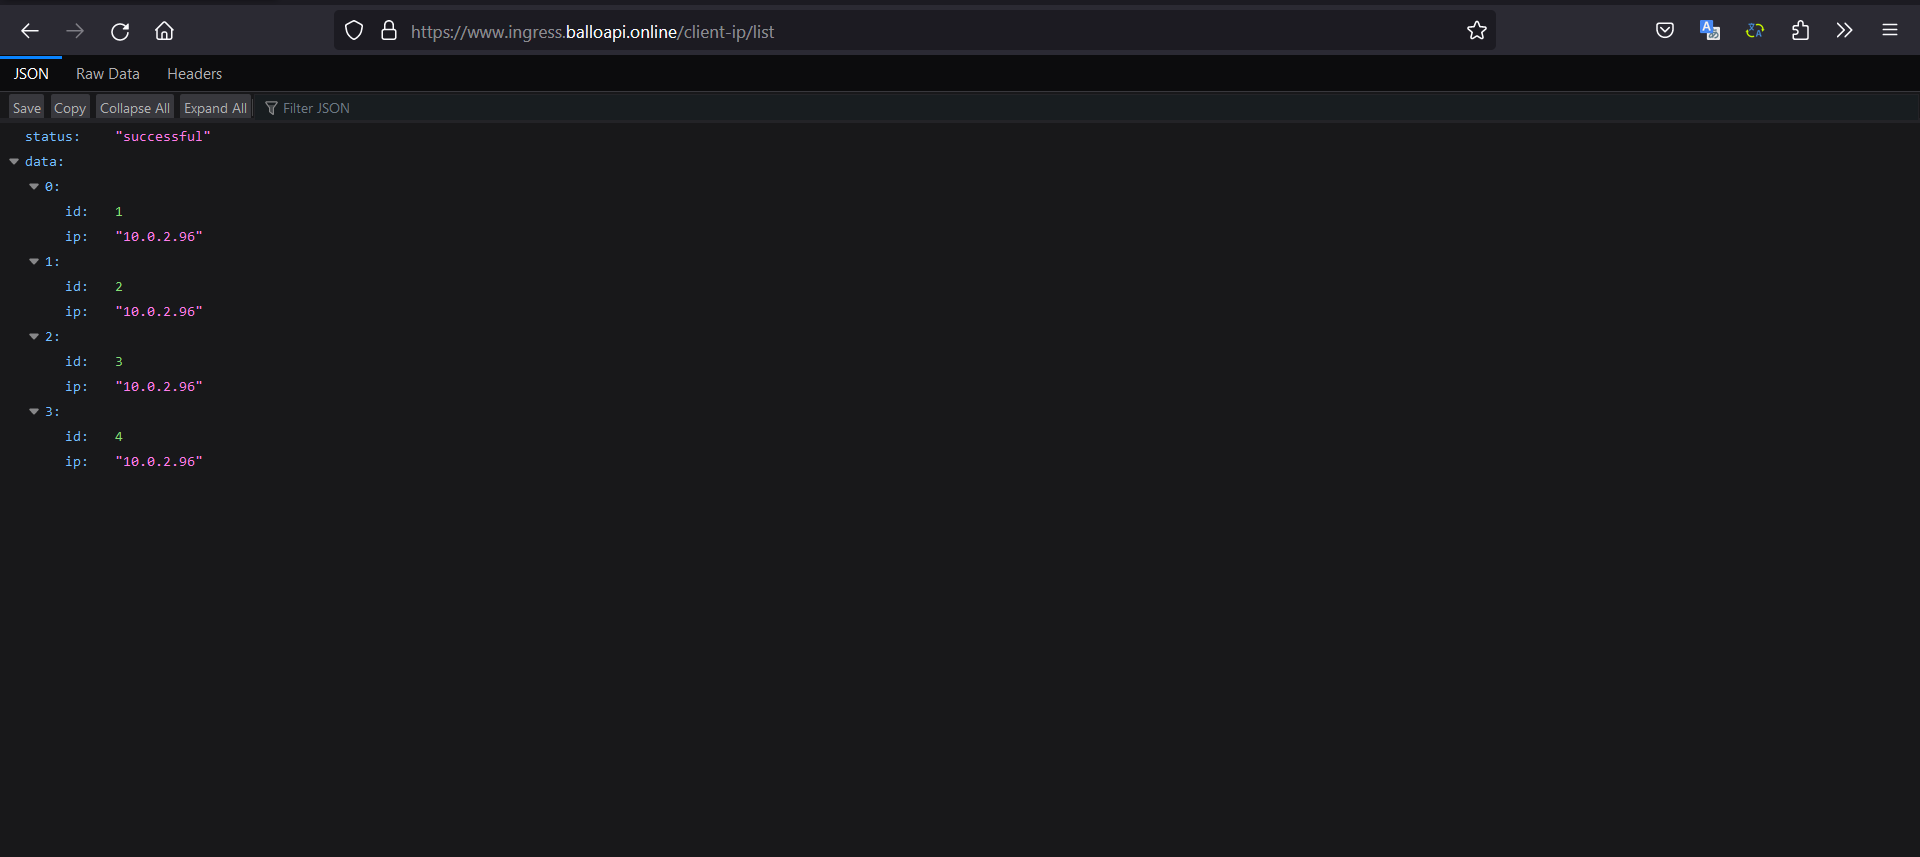 https://www.ingress.balloapi.online/client-ip/list
JSON Raw Data Headers
Save Copy Collapse All Expand All Filter JSON
status: "successful"
data:
0:
id: 1
ip: "10.0.2.96"
1:
id: 2
ip: "10.0.2.96"
2:
id: 3
ip: "10.0.2.96"
3:
id: 4
ip: "10.0.2.96"